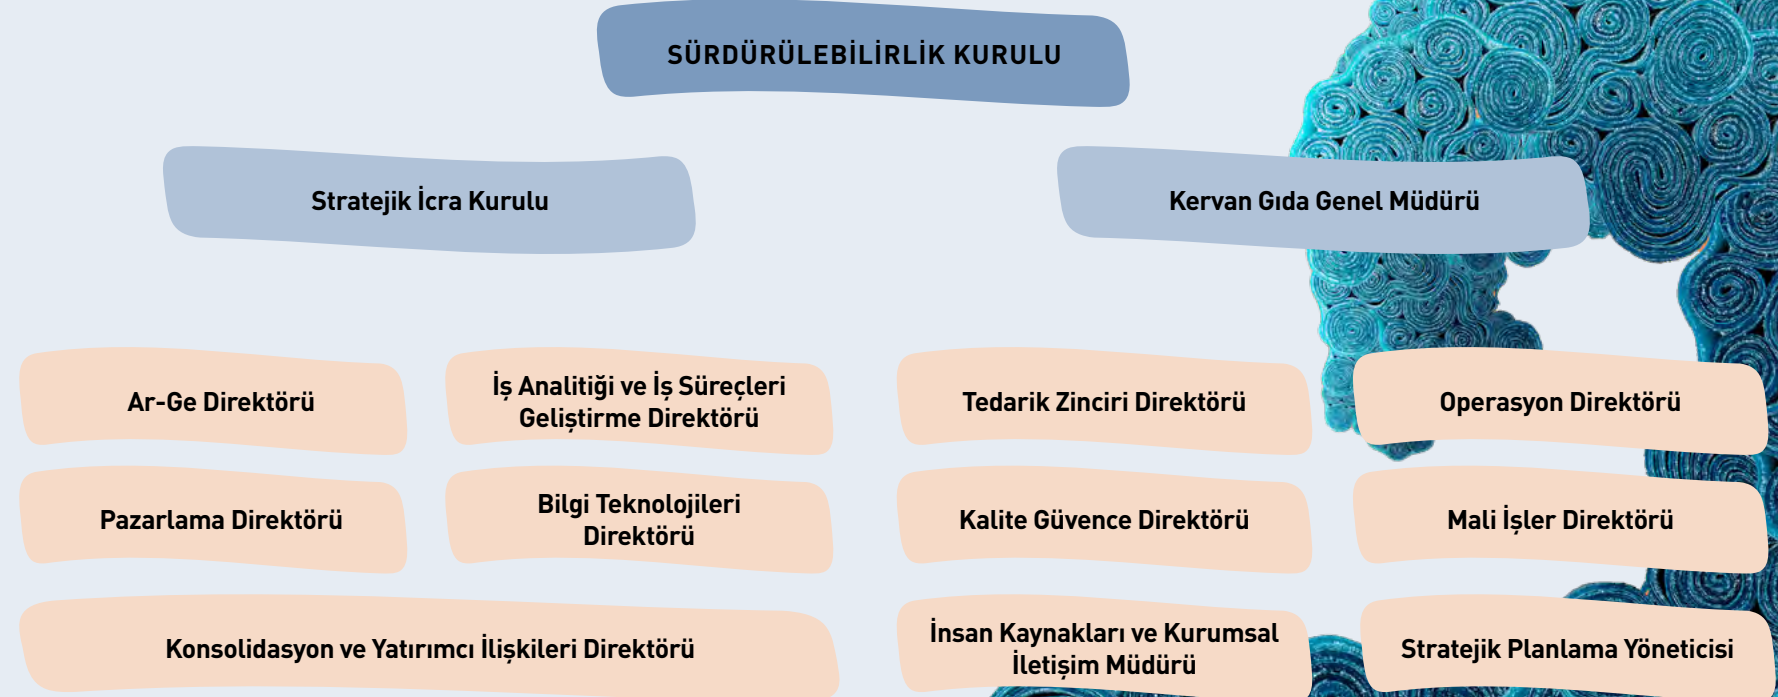 SÜRDÜRÜLEBİLİRLİK KURULU
Stratejik İcra Kurulu
Kervan Gıda Genel Müdürü
Ar-Ge Direktörü
İş Analitiği ve İş Süreçleri
Geliştirme Direktörü
Tedarik Zinciri Direktörü
Operasyon Direktörü
Pazarlama Direktörü
Bilgi Teknolojileri
Direktörü
Kalite Güvence Direktörü
Mali İşler Direktörü
Konsolidasyon ve Yatırımcı İlişkileri Direktörü
İnsan Kaynakları ve Kurumsal
İletişim Müdürü
Stratejik Planlama Yöneticisi